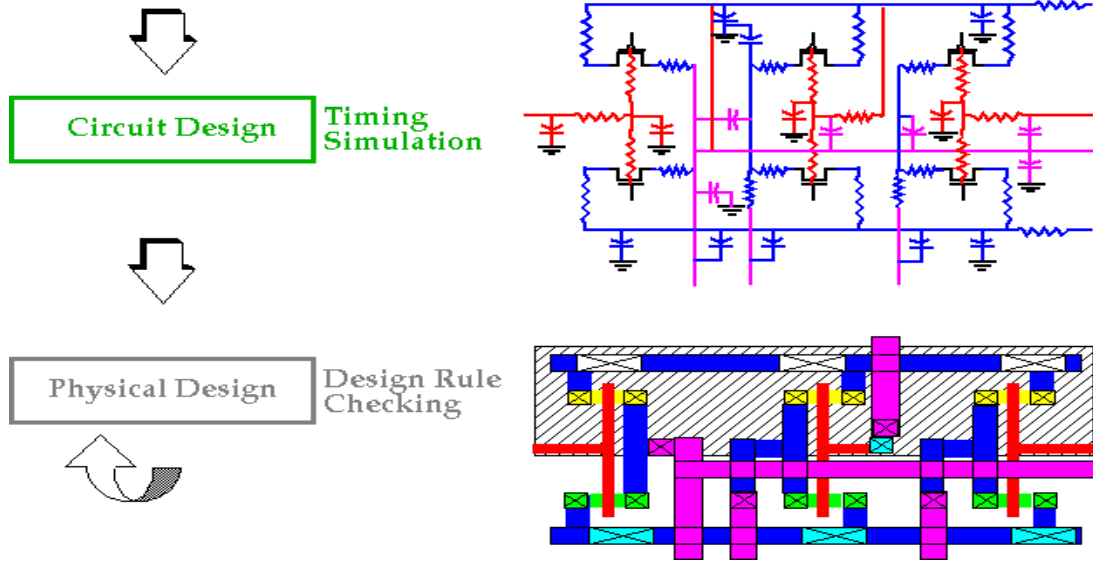 Circuit Design
Timing
Simulation
Physical Design
Design Rule
Checking